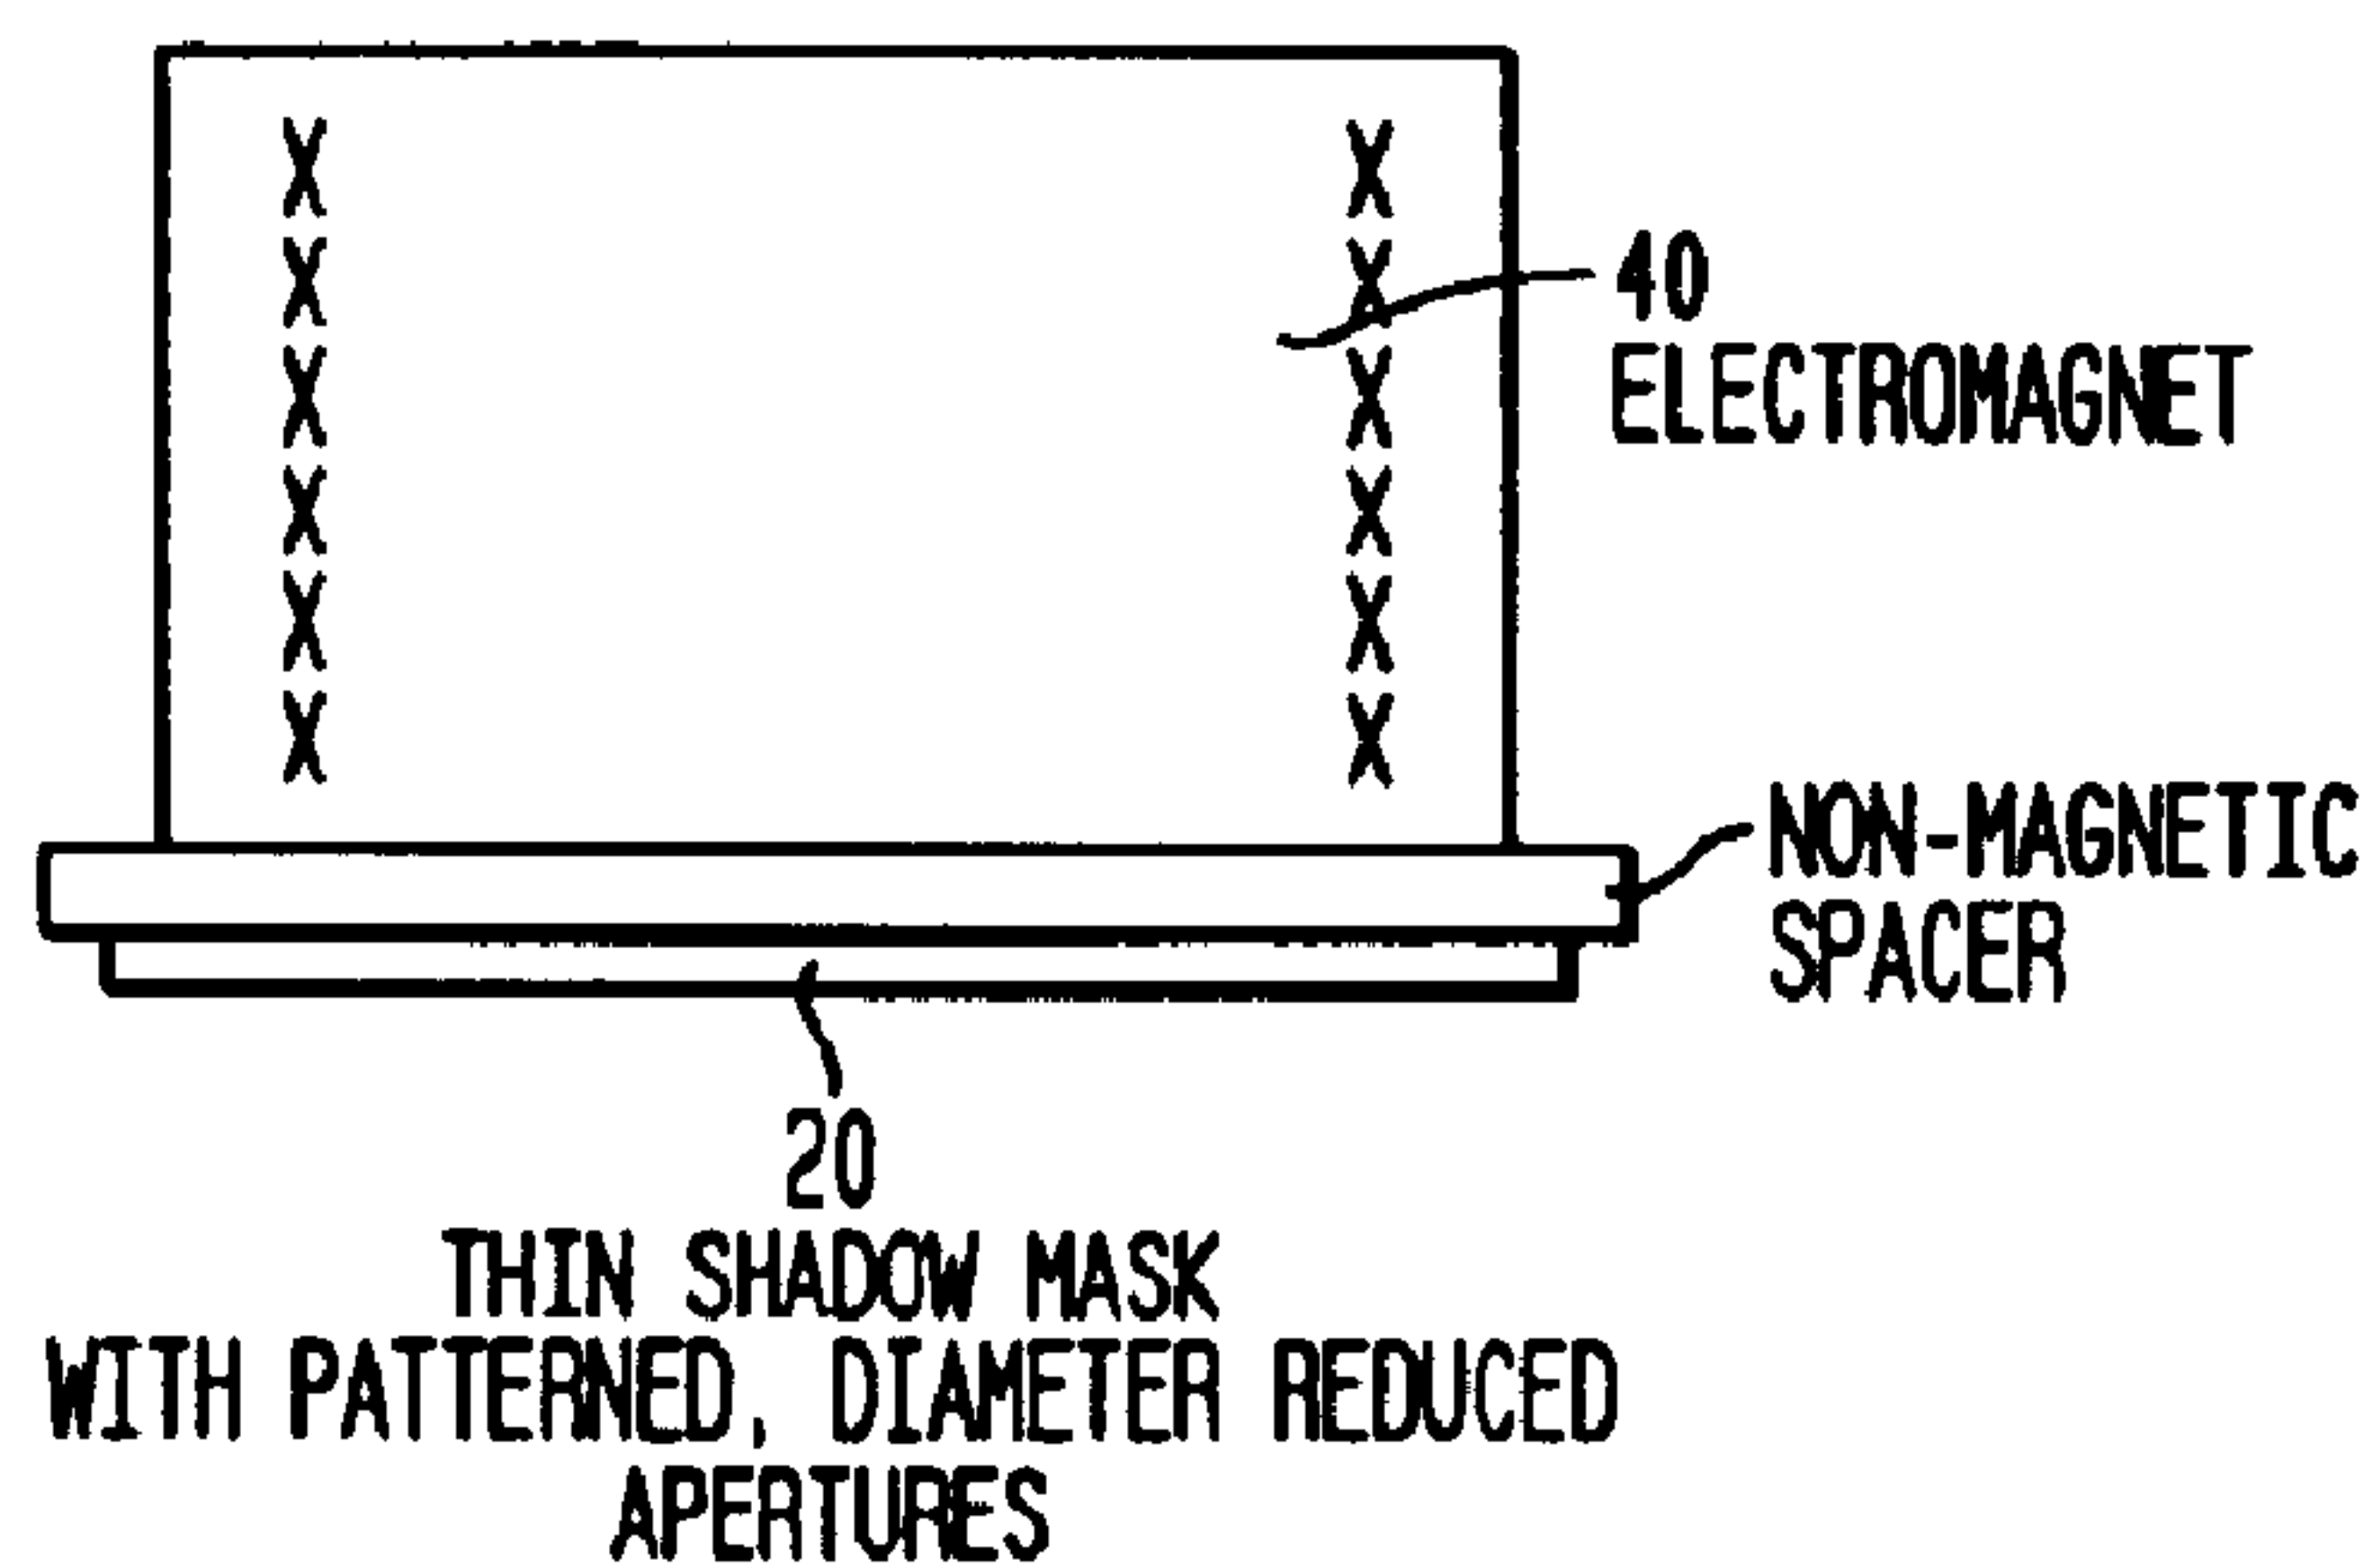 X X
X X
X X
X X
X X
X X
40
ELECTROMAGNET
NON-MAGNETIC
SPACER
20
THIN SHADOW MASK
WITH PATTERNED, DIAMETER REDUCED
APERTURES